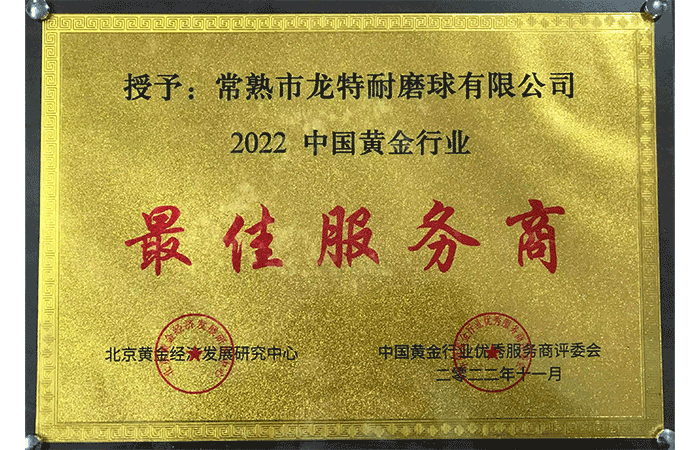 授予：常熟市龙特耐磨球有限公司
2022 中国黄金行业
最佳服务商
北京黄金经济发展研究中心
中国黄金行业优秀服务商评委会
二零二二年十一月